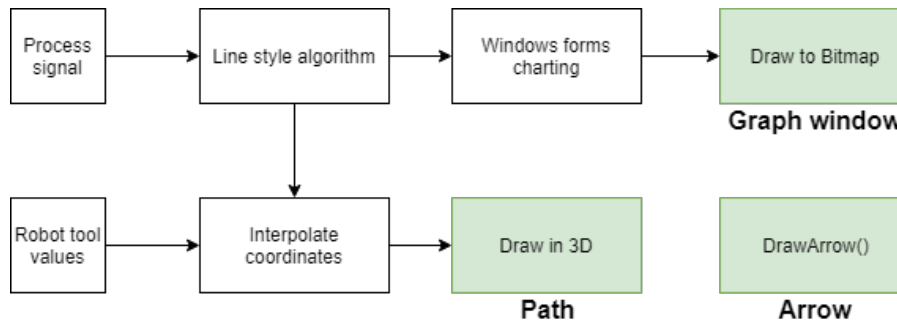 Process
signal
Line style algorithm
Windows forms
charting
Draw to Bitmap
Graph window
Robot tool
values
Interpolate
coordinates
Draw in 3D
DrawArrow()
Path
Arrow